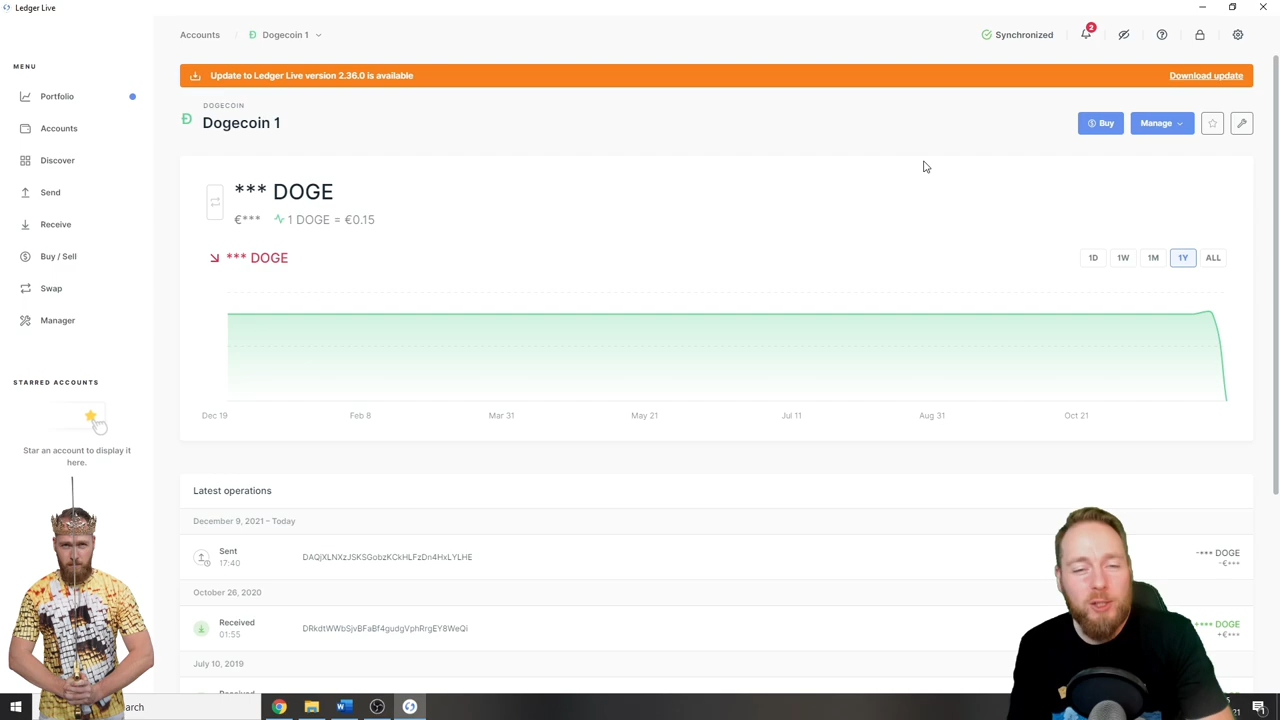 Ledger Live
Accounts
Dogecoin 1
Synchronized
2
MENU
Portfolio
Accounts
Discover
Send
Receive
Buy / Sell
Swap
Manager
STARRED ACCOUNTS
Star an account to display it
here.
Update to Ledger Live version 2.36.0 is available
Download update
DOGECOIN
Dogecoin 1
Buy
Manage
*** DOGE
€***
1 DOGE = €0.15
*** DOGE
1D
1W
1M
1Y
ALL
Dec 19
Feb 8
Mar 31
May 21
Jul 11
Aug 31
Oct 21
Latest operations
December 9, 2021 – Today
Sent
17:40
DAQjXLNXzJSKSGobzKCkHLFzDn4HxLYLHE
-*** DOGE
-€***
October 26, 2020
Received
01:55
DRkdtWWbSjvBFaBf4gudgVphRrgEY8WeQi
*** DOGE
+€***
July 10, 2019
Received
arch